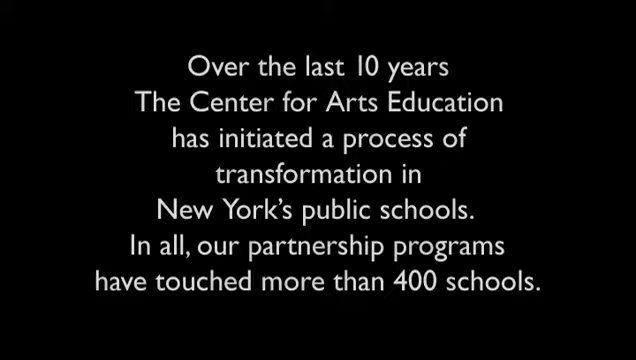 Over the last 10 years
The Center for Arts Education
has initiated a process of
transformation in
New York's public schools.
In all, our partnership programs
have touched more than 400 schools.